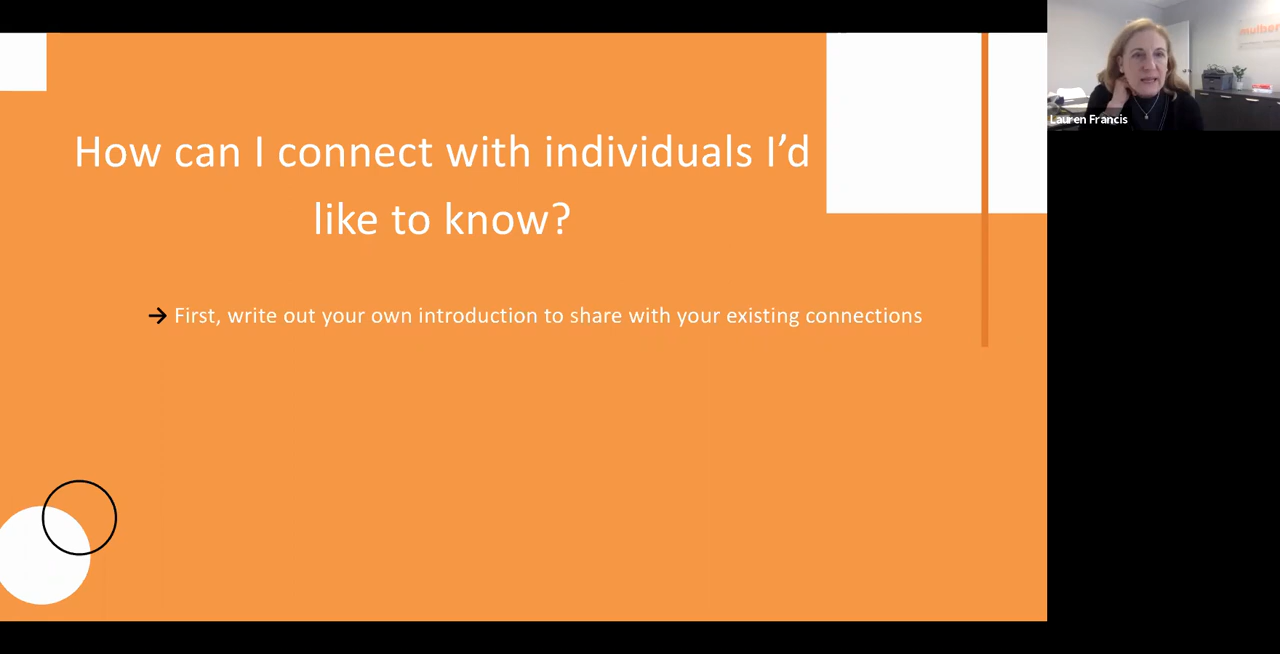 How can I connect with individuals I’d
like to know?
→ First, write out your own introduction to share with your existing connections
Lauren Francis